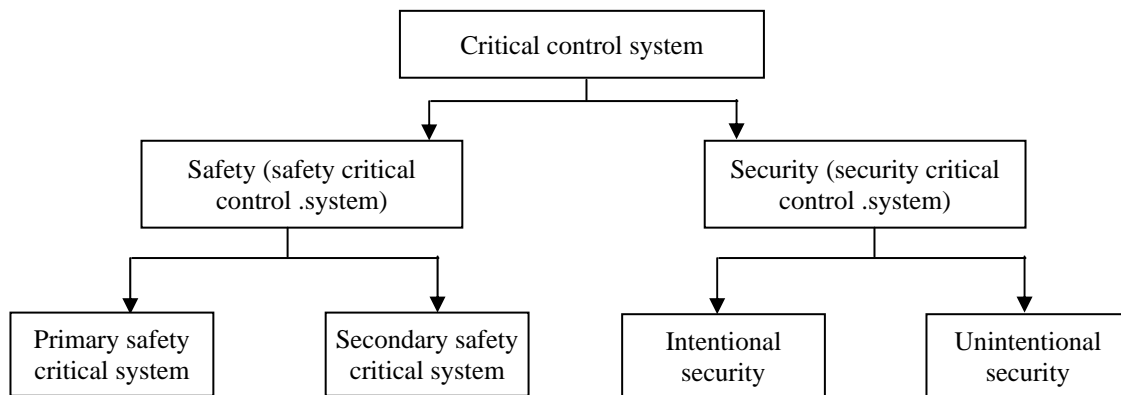 Critical control system
Safety (safety critical
control .system)
Security (security critical
control .system)
Primary safety
critical system
Secondary safety
critical system
Intentional
security
Unintentional
security